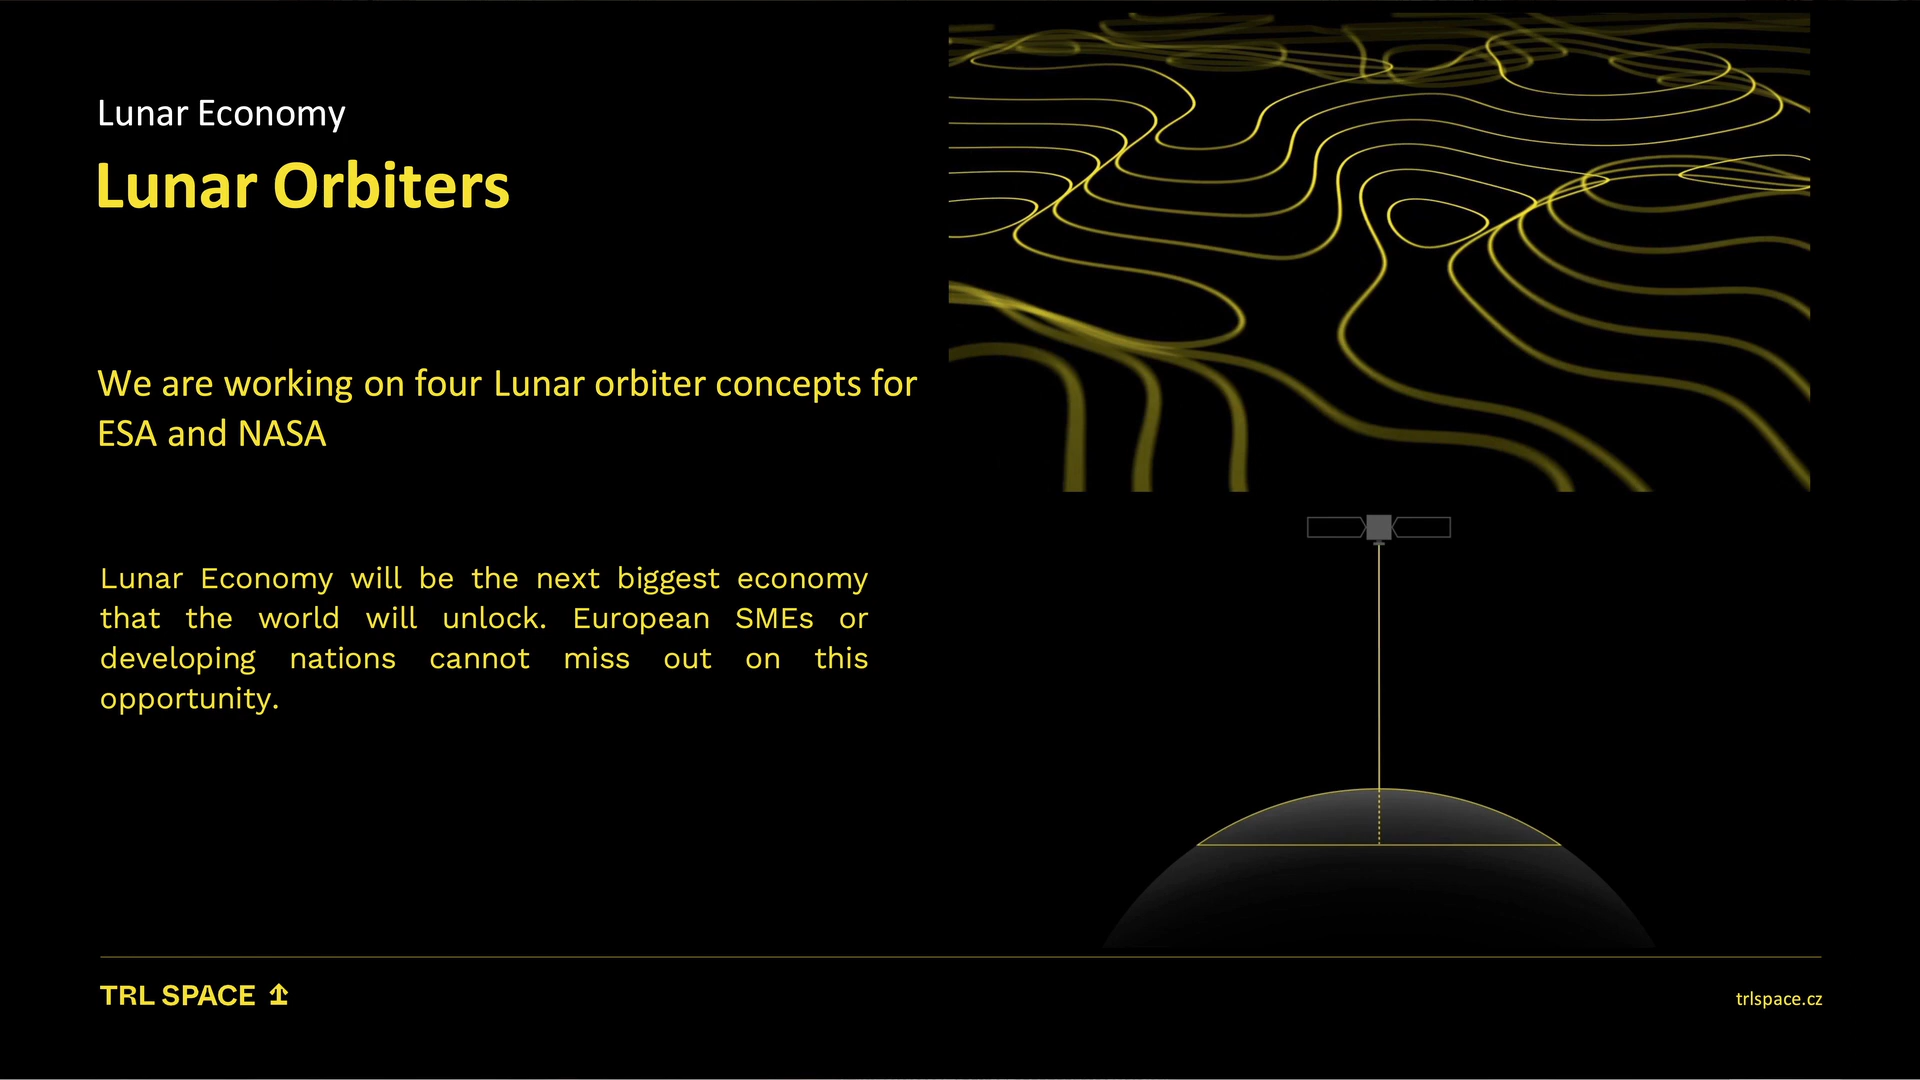 Lunar Economy
Lunar Orbiters
We are working on four Lunar orbiter concepts for
ESA and NASA
Lunar Economy will be the next biggest economy
that the world will unlock. European SMEs or
developing nations cannot miss out on this
opportunity.
TRL SPACE
trlspace.cz